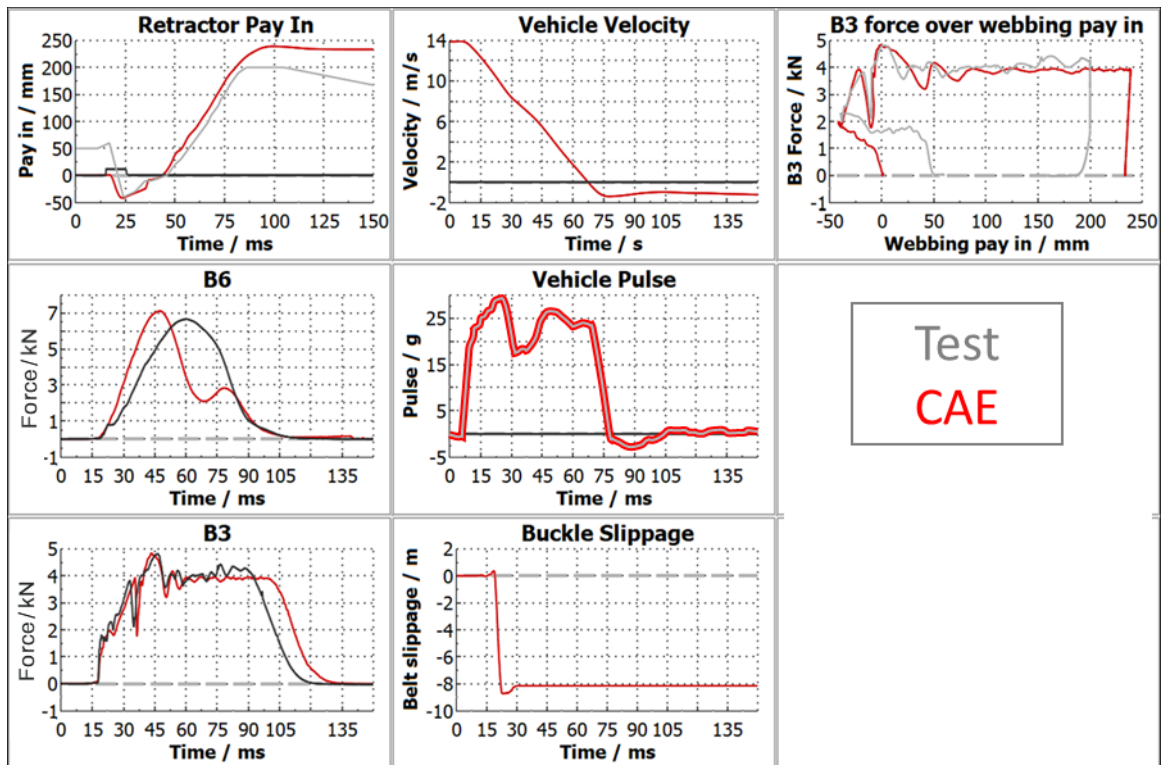 Retractor Pay In
250
200
150
100
50
0
-50
Pay in / mm
0 25 50 75 100 125 150
Time / ms
Vehicle Velocity
14
10
6
2
-2
Velocity / m/s
0 15 30 45 60 75 90 105 135
Time / s
B3 force over webbing pay in
5
4
3
2
1
0
-1
B3 Force / kN
-50 0 50 100 150 200 250
Webbing pay in / mm
B6
7
5
3
1
-1
Force / kN
0 15 30 45 60 75 90 105 135
Time / ms
Vehicle Pulse
25
15
5
-5
Pulse / g
0 15 30 45 60 75 90 105 135
Time / ms
Test
CAE
B3
5
4
3
2
1
0
-1
Force / kN
0 15 30 45 60 75 90 105 135
Time / ms
Buckle Slippage
2
0
-2
-4
-6
-8
-10
Belt slippage / m
0 15 30 45 60 75 90 105 135
Time / ms